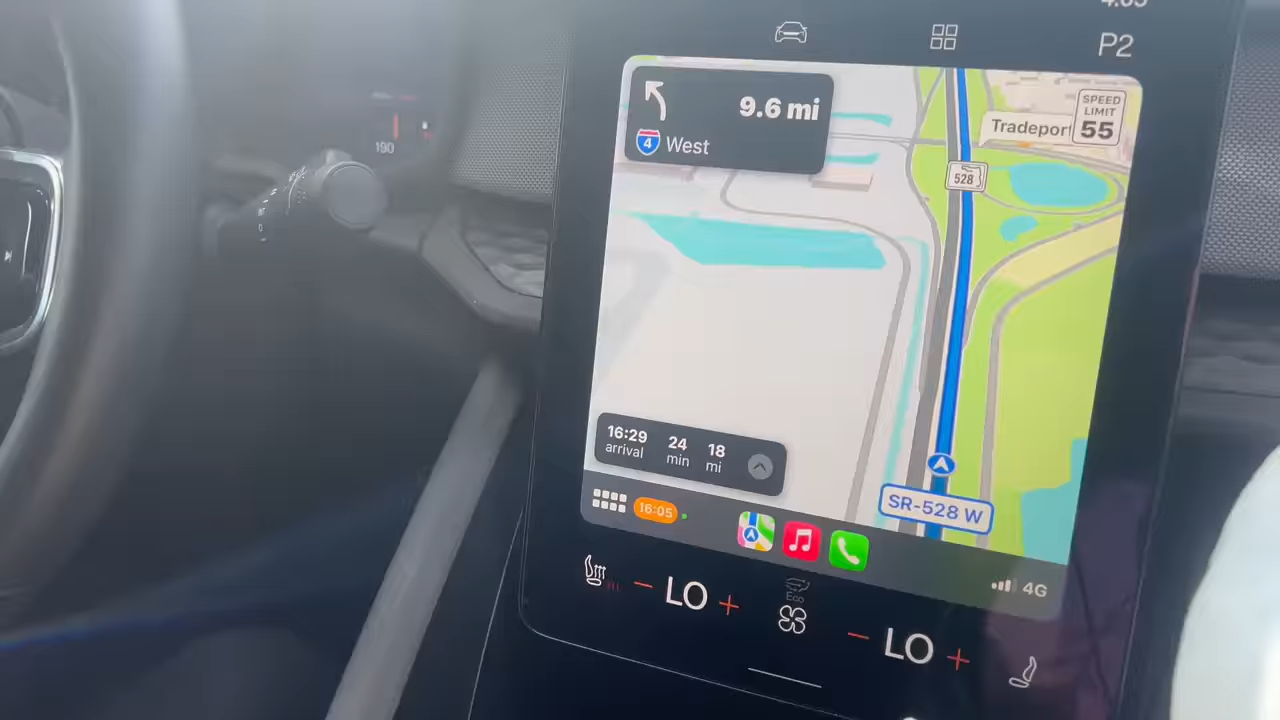 P2
9.6 mi
4 West
SPEED
LIMIT
55
Tradepor
528
190
16:29
arrival
24
min
18
mi
SR-528 W
16:05
4G
LO
Eco
LO